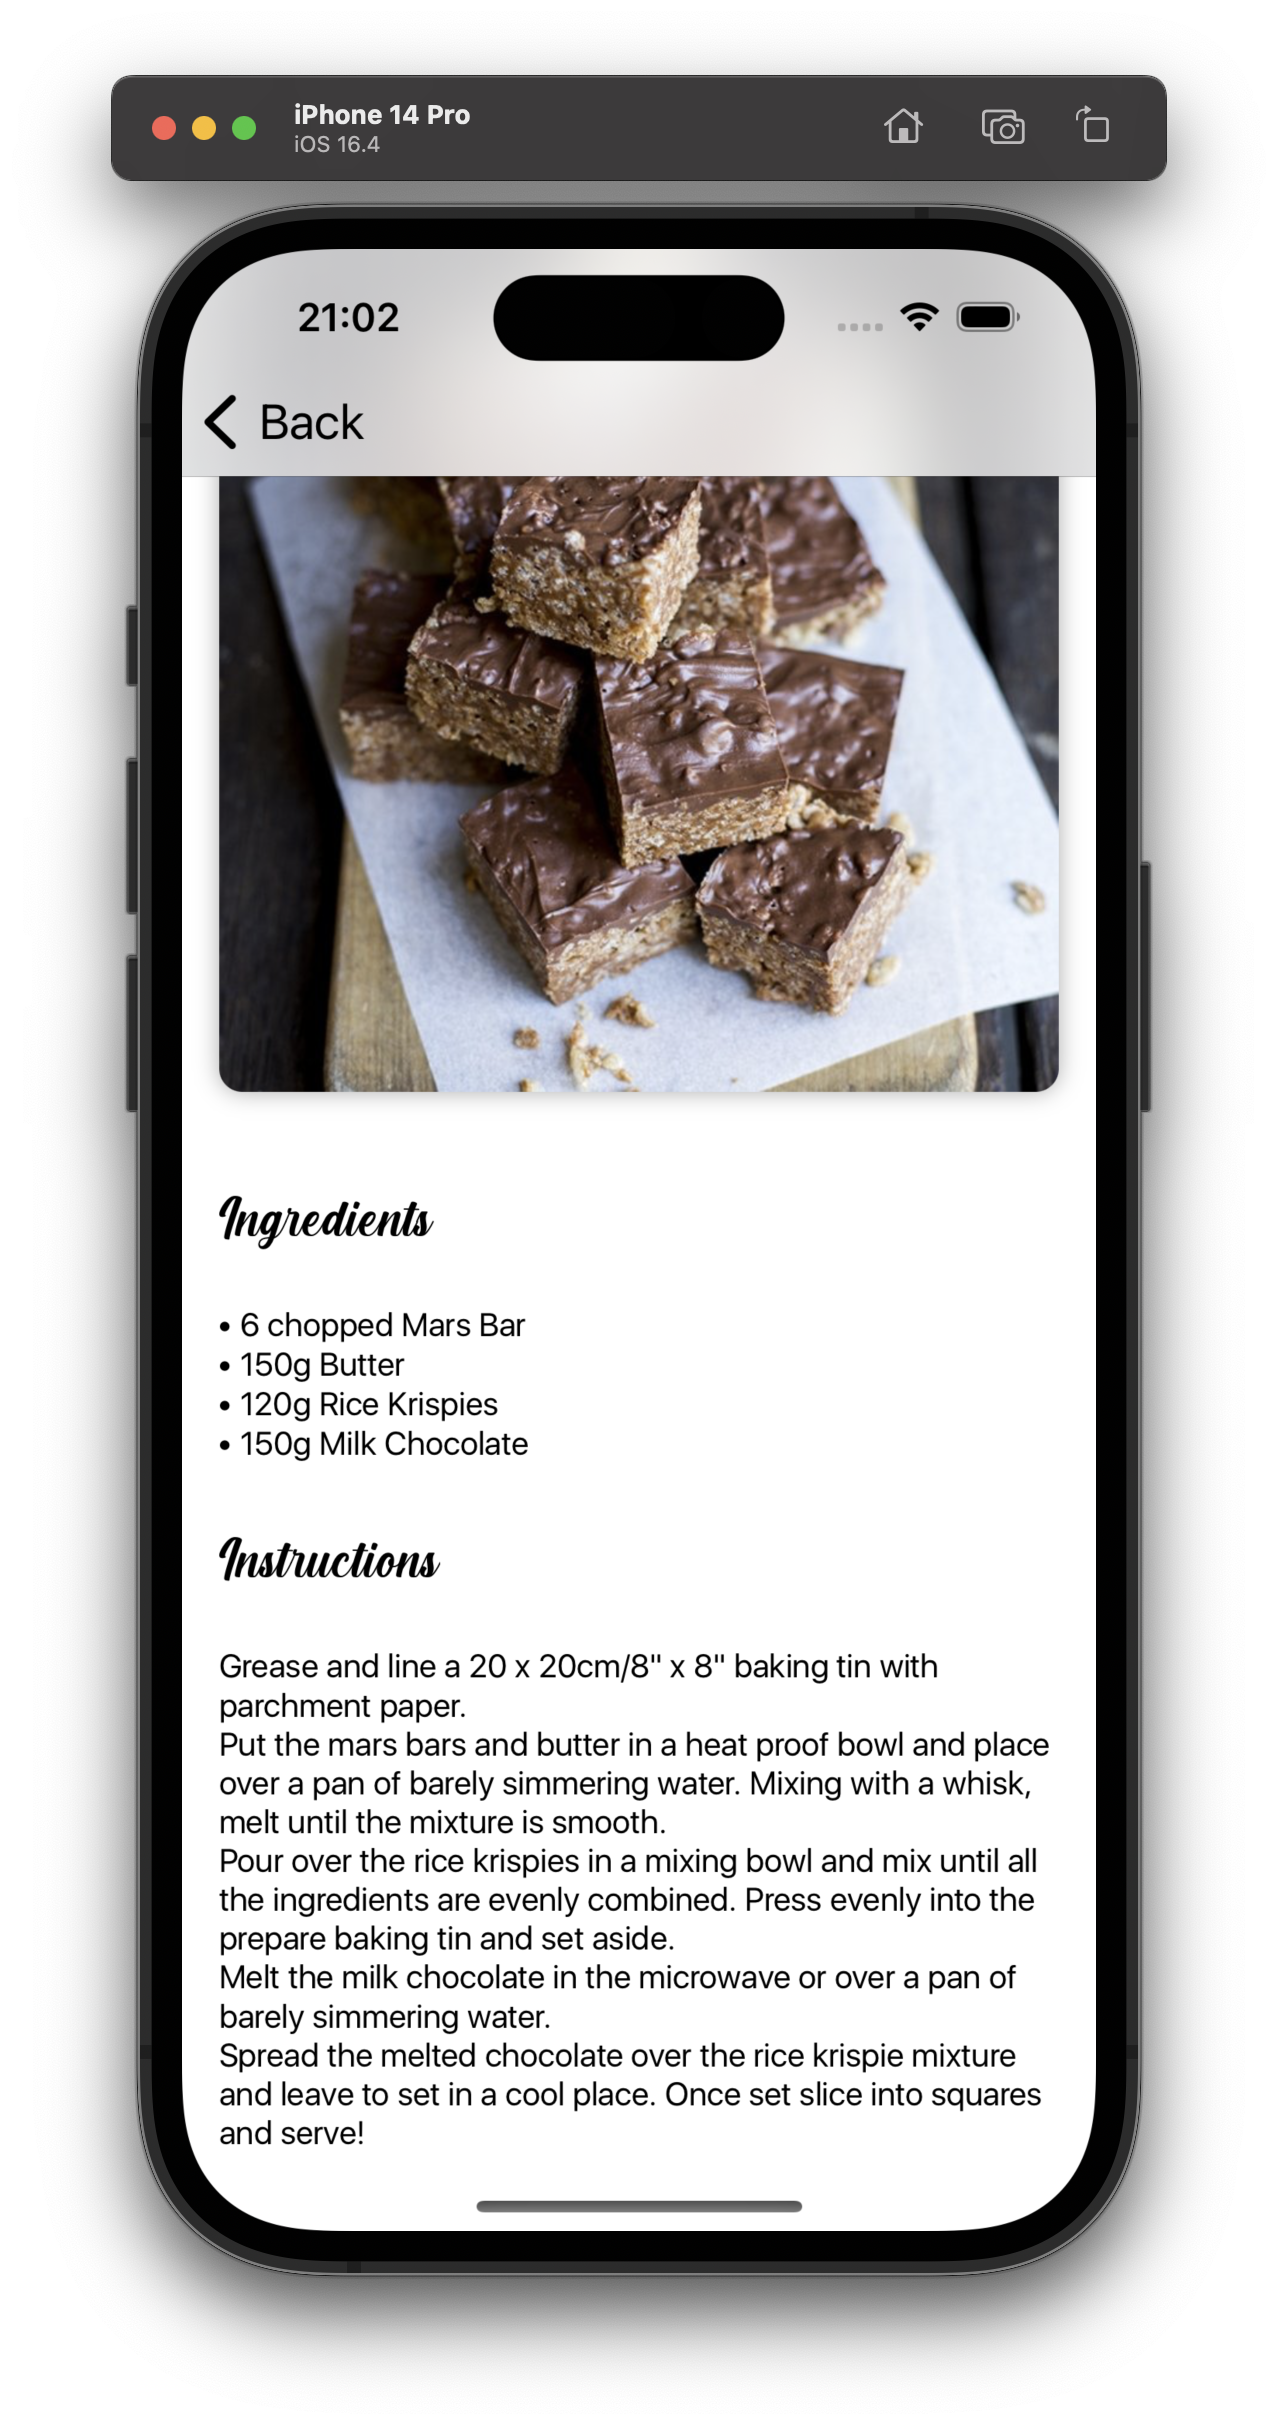 iPhone 14 Pro
iOS 16.4
21:02
Back
Ingredients
• 6 chopped Mars Bar
• 150g Butter
• 120g Rice Krispies
• 150g Milk Chocolate
Instructions
Grease and line a 20 x 20cm/8" x 8" baking tin with
parchment paper.
Put the mars bars and butter in a heat proof bowl and place
over a pan of barely simmering water. Mixing with a whisk,
melt until the mixture is smooth.
Pour over the rice krispies in a mixing bowl and mix until all
the ingredients are evenly combined. Press evenly into the
prepare baking tin and set aside.
Melt the milk chocolate in the microwave or over a pan of
barely simmering water.
Spread the melted chocolate over the rice krispie mixture
and leave to set in a cool place. Once set slice into squares
and serve!